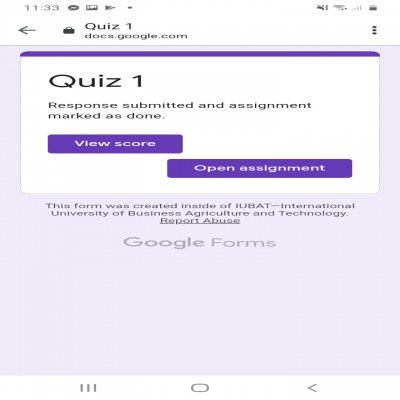 11:33
Quiz 1
docs.google.com
Quiz 1
Response submitted and assignment
marked as done.
View score
Open assignment
This form was created inside of IUBAT—International
University of Business Agriculture and Technology.
Report Abuse
Google Forms